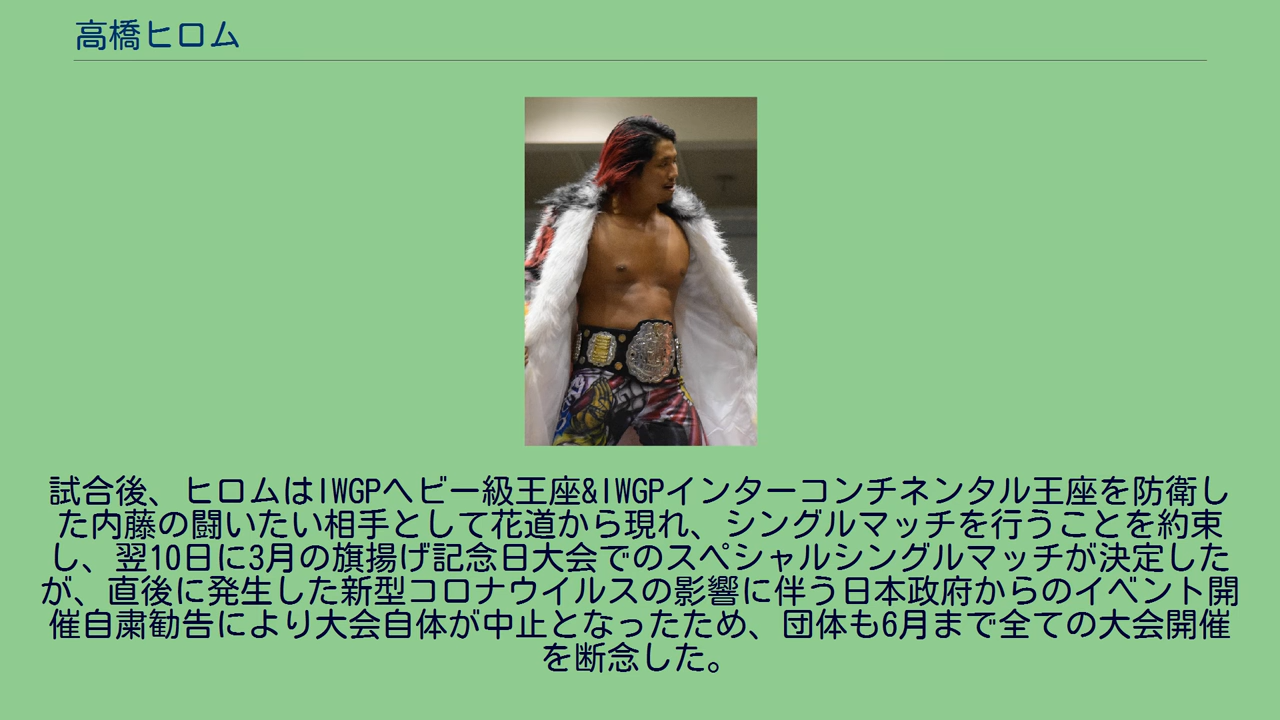 高橋ヒロム
試合後、ヒロムはIWGPヘビー級王座&IWGPインターコンチネンタル王座を防衛し
た内藤の闘いたい相手として花道から現れ、シングルマッチを行うことを約束
し、翌10日に3月の旗揚げ記念日大会でのスペシャルシングルマッチが決定した
が、直後に発生した新型コロナウイルスの影響に伴う日本政府からのイベント開
催自粛勧告により大会自体が中止となったため、団体も6月まで全ての大会開催
を断念した。